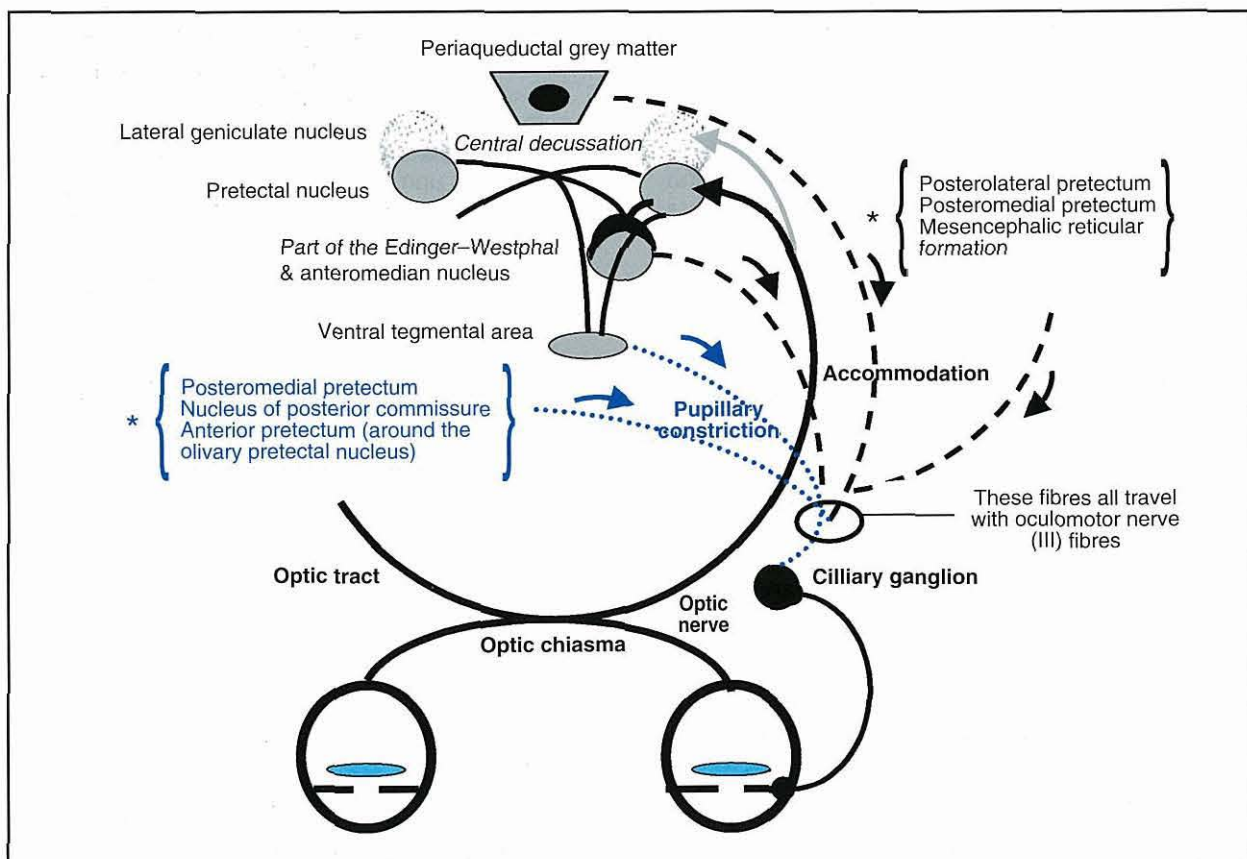 Periaqueductal grey matter
Lateral geniculate nucleus
Central decussation
Pretectal nucleus
* Posterolateral pretectum
Posteromedial pretectum
Mesencephalic reticular
formation
Part of the Edinger–Westphal
& anteromedian nucleus
Ventral tegmental area
Accommodation
* Posteromedial pretectum
Nucleus of posterior commissure
Anterior pretectum (around the
olivary pretectal nucleus)
Pupillary
constriction
These fibres all travel
with oculomotor nerve
(III) fibres
Optic tract
Cilliary ganglion
Optic
nerve
Optic chiasma